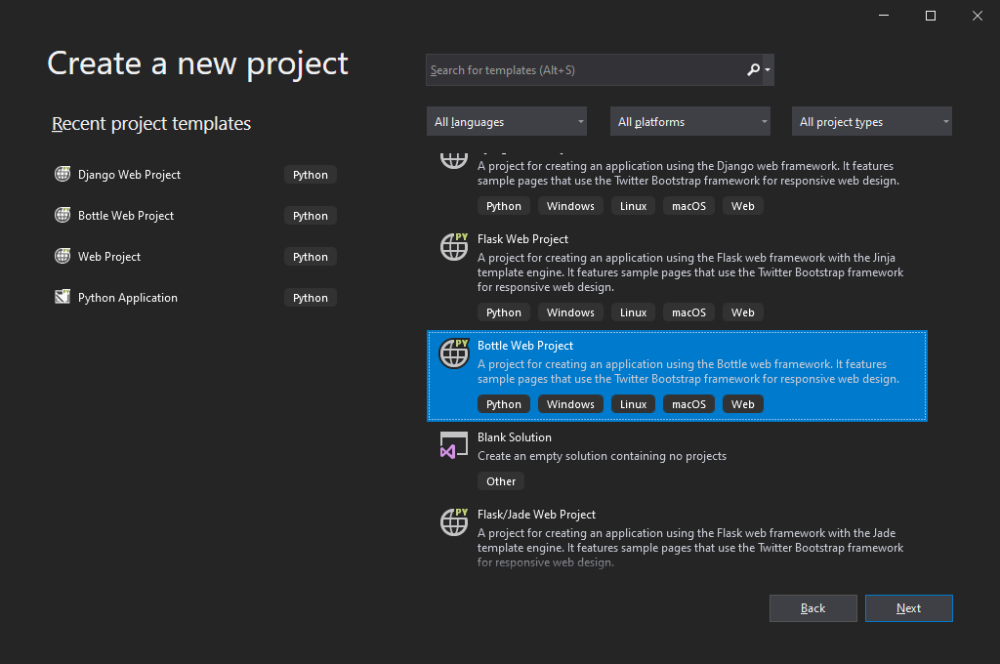 Create a new project
Search for templates (Alt+S)
Recent project templates
All languages
All platforms
All project types
Django Web Project
Python
Bottle Web Project
Python
Web Project
Python
Python Application
Python
A project for creating an application using the Django web framework. It features
sample pages that use the Twitter Bootstrap framework for responsive web design.
Python
Windows
Linux
macOS
Web
PY
Flask Web Project
A project for creating an application using the Flask web framework with the Jinja
template engine. It features sample pages that use the Twitter Bootstrap framework
for responsive web design.
Python
Windows
Linux
macOS
Web
PY
Bottle Web Project
A project for creating an application using the Bottle web framework. It features
sample pages that use the Twitter Bootstrap framework for responsive web design.
Python
Windows
Linux
macOS
Web
Blank Solution
Create an empty solution containing no projects
Other
PY
Flask/Jade Web Project
A project for creating an application using the Flask web framework with the Jade
template engine. It features sample pages that use the Twitter Bootstrap framework
for responsive web design.
Back
Next